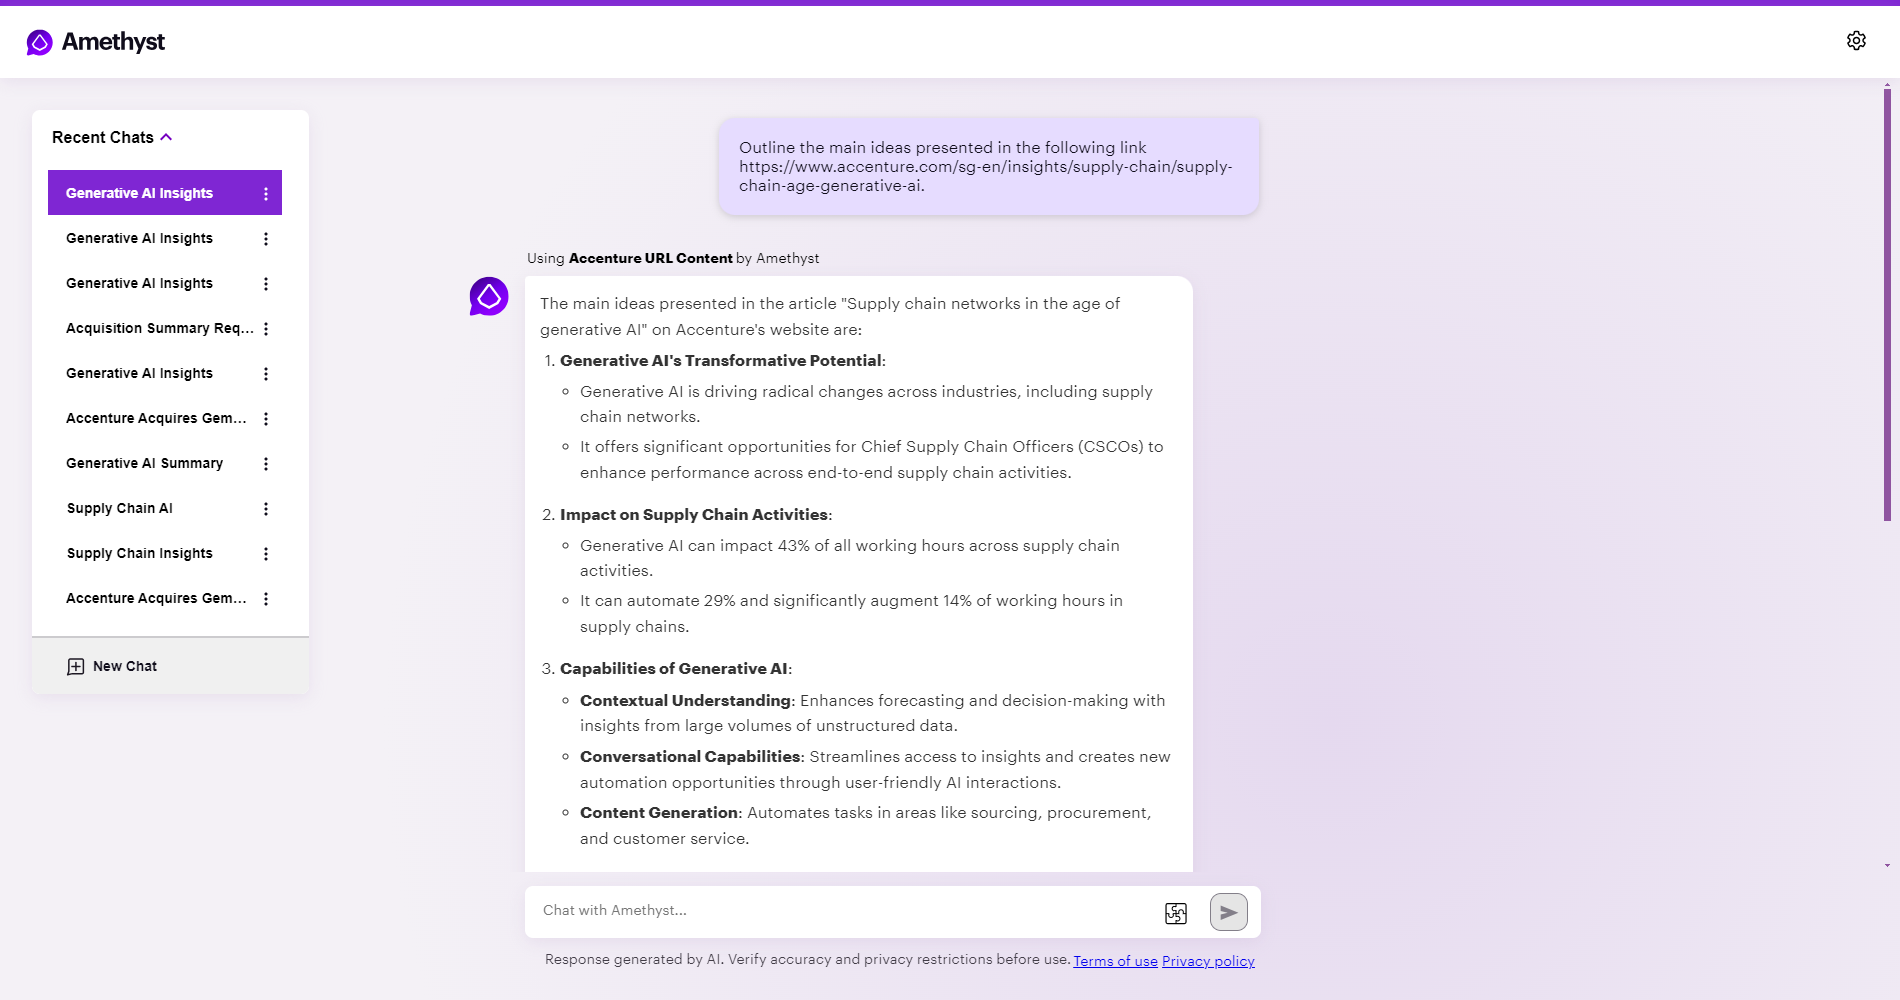 Amethyst
Recent Chats
Generative AI Insights
Generative AI Insights
Generative AI Insights
Acquisition Summary Req...
Generative AI Insights
Accenture Acquires Gem...
Generative AI Summary
Supply Chain AI
Supply Chain Insights
Accenture Acquires Gem...
New Chat
Outline the main ideas presented in the following link
https://www.accenture.com/sg-en/insights/supply-chain/supply-
chain-age-generative-ai.
Using Accenture URL Content by Amethyst
The main ideas presented in the article "Supply chain networks in the age of
generative AI" on Accenture's website are:
1. Generative AI's Transformative Potential:
◦ Generative AI is driving radical changes across industries, including supply
chain networks.
◦ It offers significant opportunities for Chief Supply Chain Officers (CSCOs) to
enhance performance across end-to-end supply chain activities.
2. Impact on Supply Chain Activities:
◦ Generative AI can impact 43% of all working hours across supply chain
activities.
◦ It can automate 29% and significantly augment 14% of working hours in
supply chains.
3. Capabilities of Generative AI:
◦ Contextual Understanding: Enhances forecasting and decision-making with
insights from large volumes of unstructured data.
◦ Conversational Capabilities: Streamlines access to insights and creates new
automation opportunities through user-friendly AI interactions.
◦ Content Generation: Automates tasks in areas like sourcing, procurement,
and customer service.
Chat with Amethyst...
Response generated by AI. Verify accuracy and privacy restrictions before use. Terms of use Privacy policy